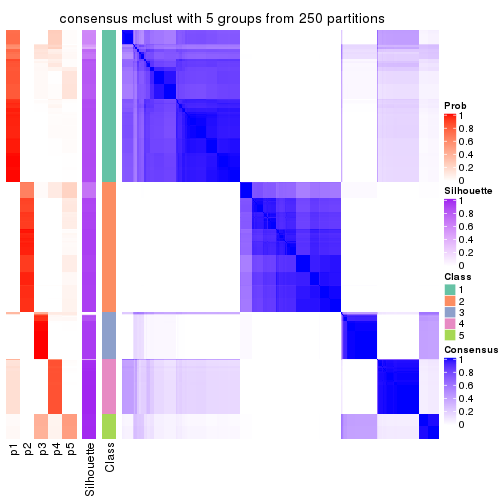 consensus mclust with 5 groups from 250 partitions
Prob
1
0.8
0.6
0.4
0.2
0
Silhouette
1
0.8
0.6
0.4
0.2
0
Class
1
2
3
4
5
Consensus
1
0.8
0.6
0.4
0.2
0
p1
p2
p3
p4
p5
Silhouette
Class